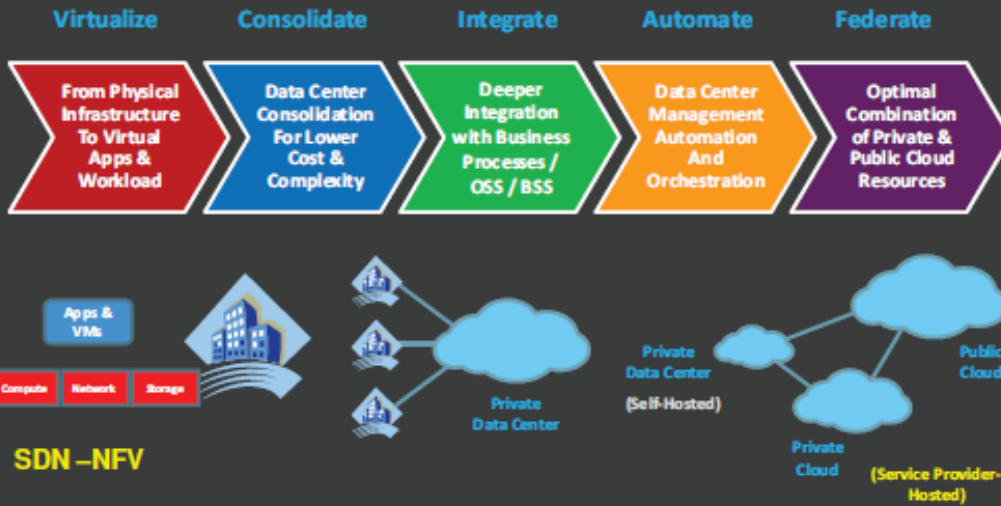 Virtualize
Consolidate
Integrate
Automate
Federate
From Physical
Infrastructure
To Virtual
Apps &
Workload
Data Center
Consolidation
For Lower
Cost &
Complexity
Deeper
Integration
with Business
Processes /
OSS / BSS
Data Center
Management
Automation
And
Orchestration
Optimal
Combination
of Private &
Public Cloud
Resources
Apps &
VMs
Compute
Network
Storage
SDN –NFV
Private
Data Center
Private
Data Center
(Self-Hosted)
Public
Cloud
Private
Cloud
(Service Provider-
Hosted)